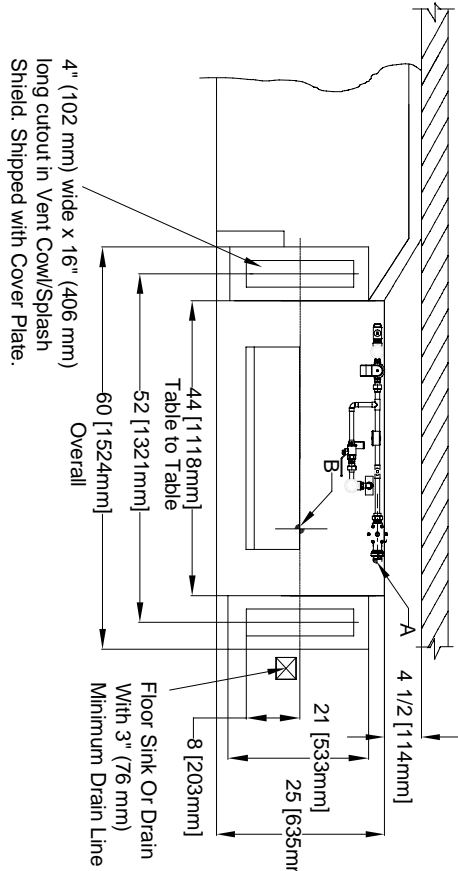 4" (102 mm) wide x 16" (406 mm)
long cutout in Vent Cowl/Splash
Shield. Shipped with Cover Plate.
60 [1524mm]
Overall
52 [1321mm]
44 [1118mm]
Table to Table
B
A
4 1/2 [114mm]
25 [635mm
21 [533mm]
8 [203mm]
Floor Sink Or Drain
With 3" (76 mm)
Minimum Drain Line